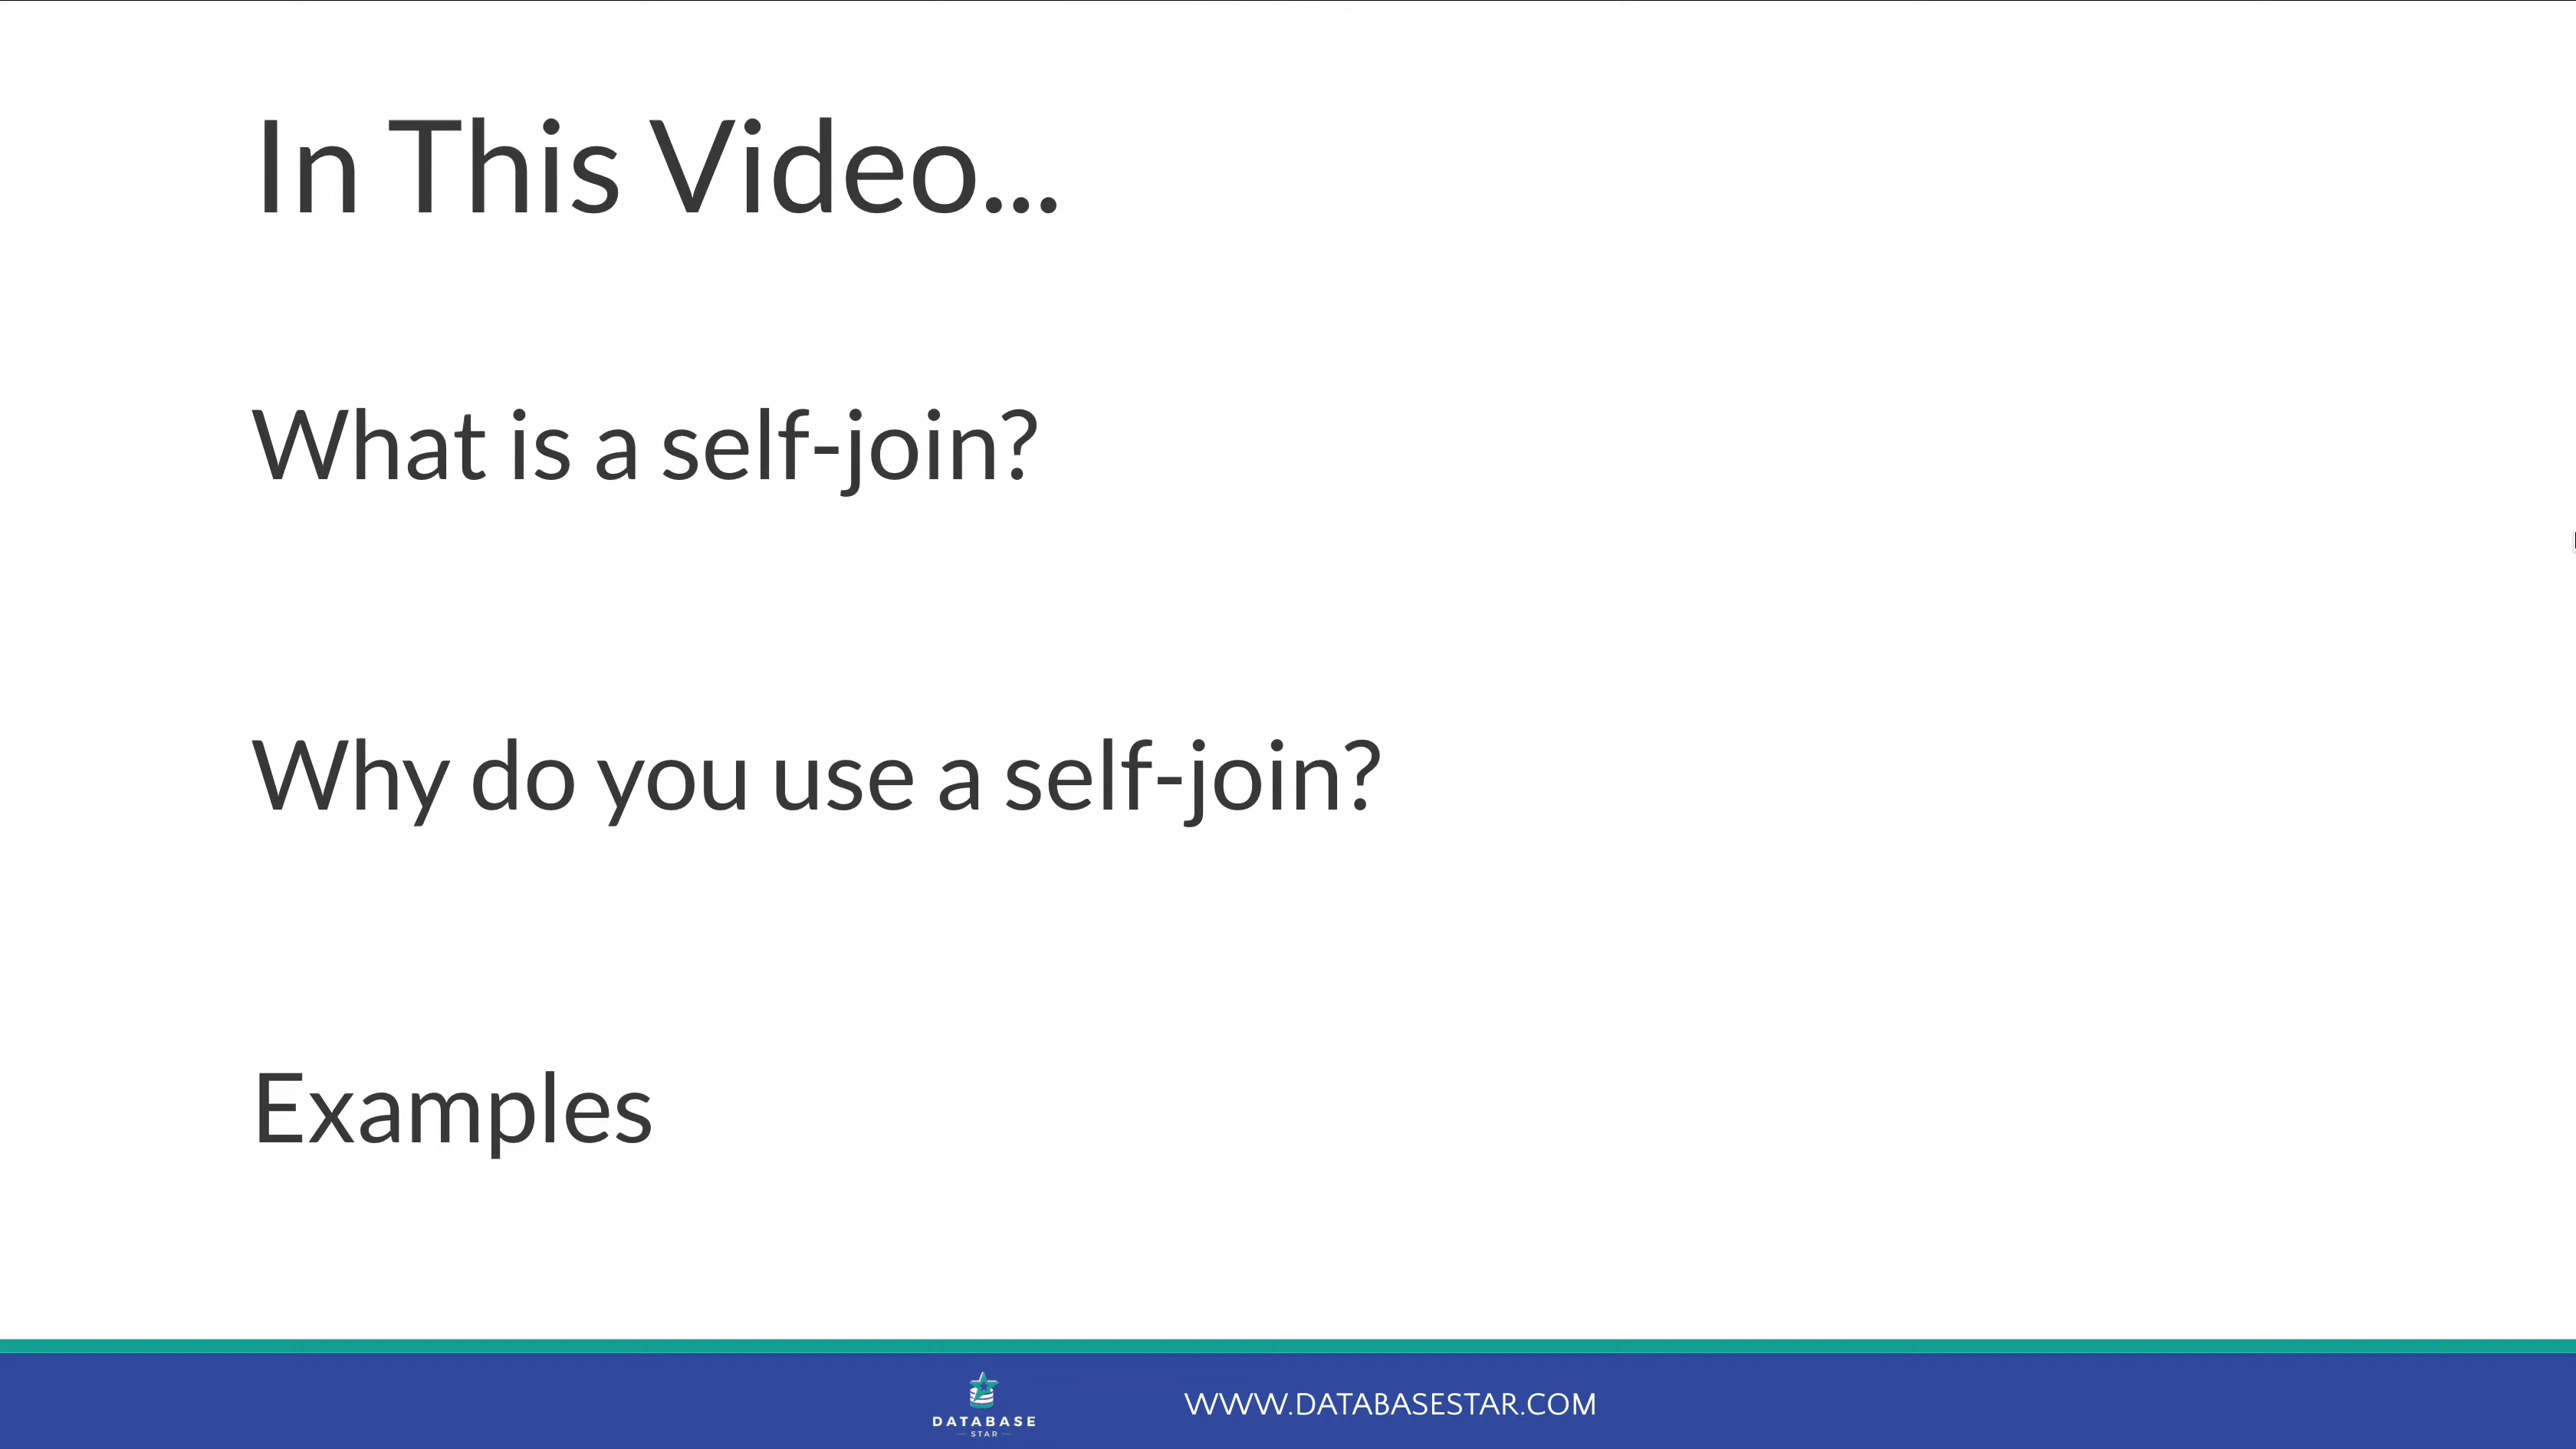 In This Video...
What is a self-join?
Why do you use a self-join?
Examples
DATABASE
STAR
WWW.DATABASESTAR.COM